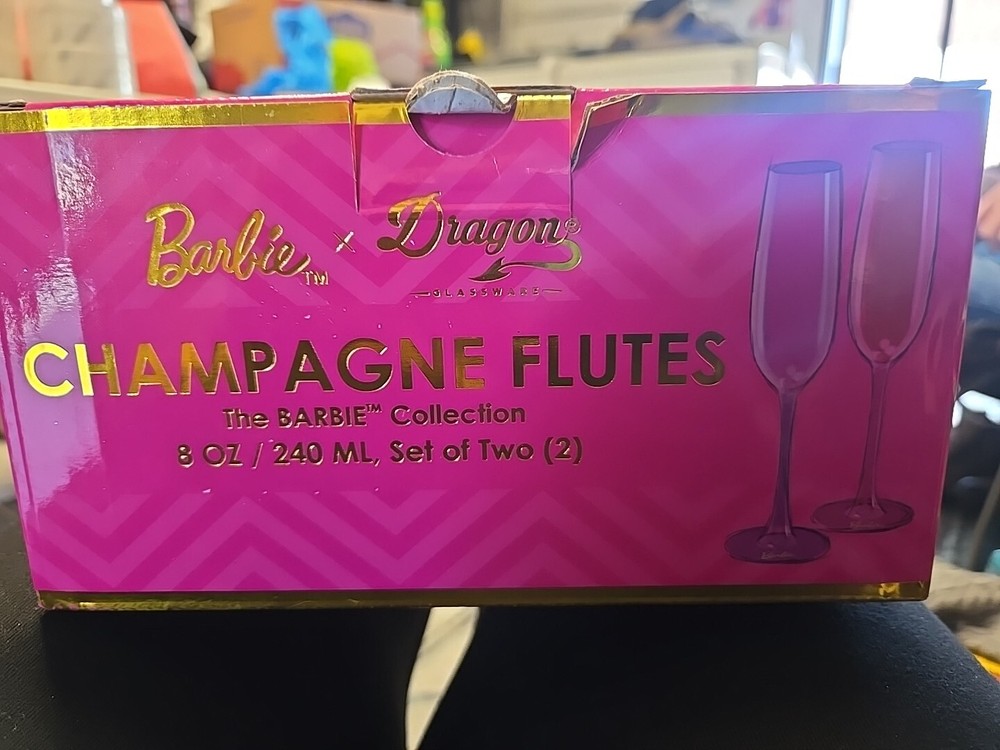 Barbie™ × Dragon®
GLASSWARE
CHAMPAGNE FLUTES
The BARBIE™ Collection
8 OZ / 240 ML, Set of Two (2)